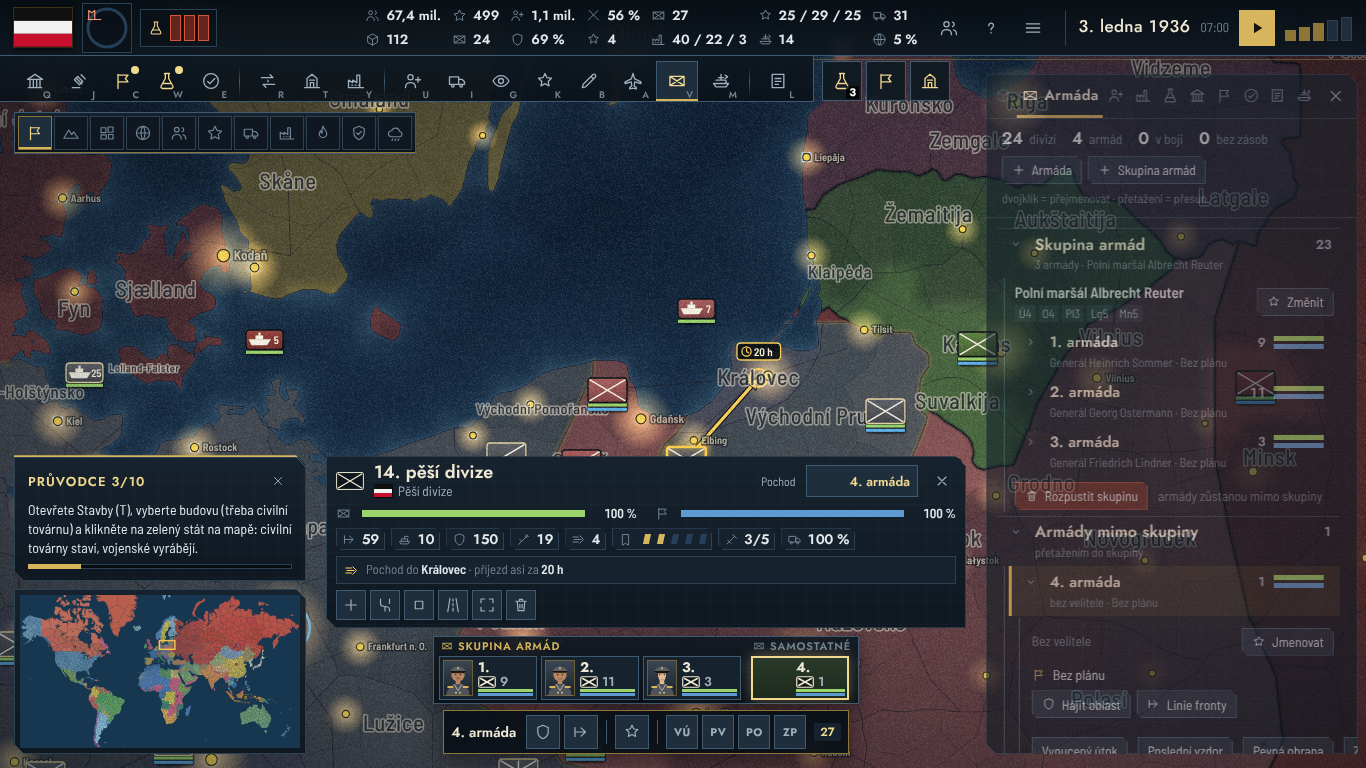 67,4 mil. 499 1,1 mil. 56 % 27 25 / 29 / 25 31
112 24 69 % 4 40 / 22 / 3 14 5 %
? 3. ledna 1936 07:00
Q J C W E R T Y U I G K B A V M L 3
Vidzeme
Kuronsko
Riga
Armáda
24 divizí 4 armád 0 v boji 0 bez zásob
Zemgale
Liepāja
+ Armáda + Skupina armád
Skåne
Aarhus
dvojklik = přejmenovat · přetažení = přesun
Latgale
Žemaitija
Aukštaitija
Skupina armád 23
3 armády · Polní maršál Albrecht Reuter
Kodaň
Klaipėda
Sjælland
Fyn
Polní maršál Albrecht Reuter
Změnit
Ú4 O4 Pl3 Lg5 Mn5
7
Tilsit
5
20 h
Vilnius
1. armáda 9
Generál Heinrich Sommer · Bez plánu
Lolland-Falster
25
Královec
Vilnius
2. armáda 11
Generál Georg Ostermann · Bez plánu
Kiel
Suvalkija
Gdaňsk
Elbing
Rostock
3. armáda 3
Generál Friedrich Lindner · Bez plánu
Minsk
Grodno
Rozpustit skupinu armády zůstanou mimo skupiny
PRŮVODCE 3/10
Otevřete Stavby (T), vyberte budovu (třeba civilní
továrnu) a klikněte na zelený stát na mapě: civilní
továrny staví, vojenské vyrábějí.
14. pěší divize
Pěší divize
Pochod 4. armáda
100 % 100 %
59 10 150 19 4 3/5 100 %
Pochod do Královec · příjezd asi za 20 h
Armády mimo skupiny 1
přetažením do skupiny
4. armáda 1
bez velitele · Bez plánu
Bez velitele Jmenovat
Bez plánu
Hájit oblast Linie fronty
Polesí
Vynucený útok Poslední vzdor Pevná obrana
Frankfurt n. O.
SKUPINA ARMÁD SAMOSTATNÉ
1. 9 2. 11 3. 3 4. 1
Lužice
4. armáda VÚ PV PO ZP 27